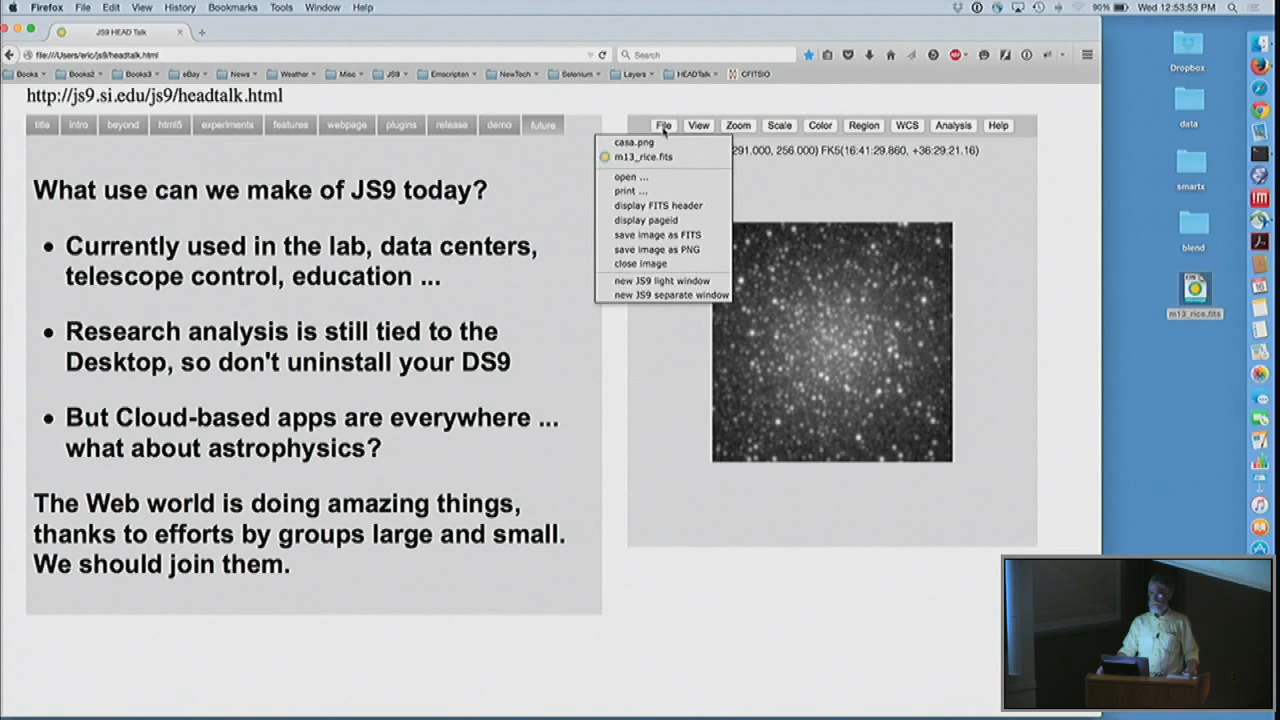 Firefox File Edit View History Bookmarks Tools Window Help
90% Wed 12:53:53 PM
JS9 HEAD Talk
file:///Users/eric/js9/headtalk.html
Search
Books Books2 Books3 eBay News Weather Misc JS9 Emscripten NewTech Selenium Layers HEADTalk CFITSIO
http://js9.si.edu/js9/headtalk.html
title intro beyond html5 experiments features webpage plugins release demo future
What use can we make of JS9 today?
• Currently used in the lab, data centers,
telescope control, education ...
• Research analysis is still tied to the
Desktop, so don't uninstall your DS9
• But Cloud-based apps are everywhere ...
what about astrophysics?
The Web world is doing amazing things,
thanks to efforts by groups large and small.
We should join them.
File View Zoom Scale Color Region WCS Analysis Help
291.000, 256.000) FK5(16:41:29.860, +36:29:21.16)
casa.png
m13_rice.fits
open ...
print ...
display FITS header
display pageid
save image as FITS
save image as PNG
close image
new JS9 light window
new JS9 separate window
Dropbox
data
smartx
blend
m13_rice.fits